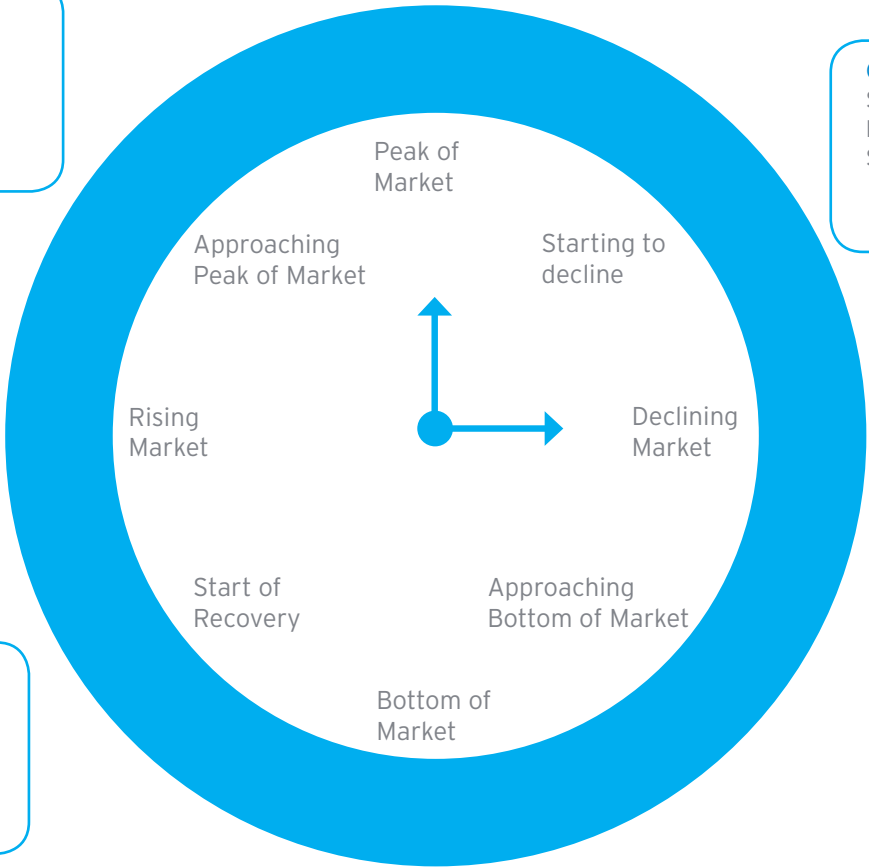 Peak of
Market
Approaching
Peak of Market
Starting to
decline
Rising
Market
Declining
Market
Start of
Recovery
Approaching
Bottom of Market
Bottom of
Market